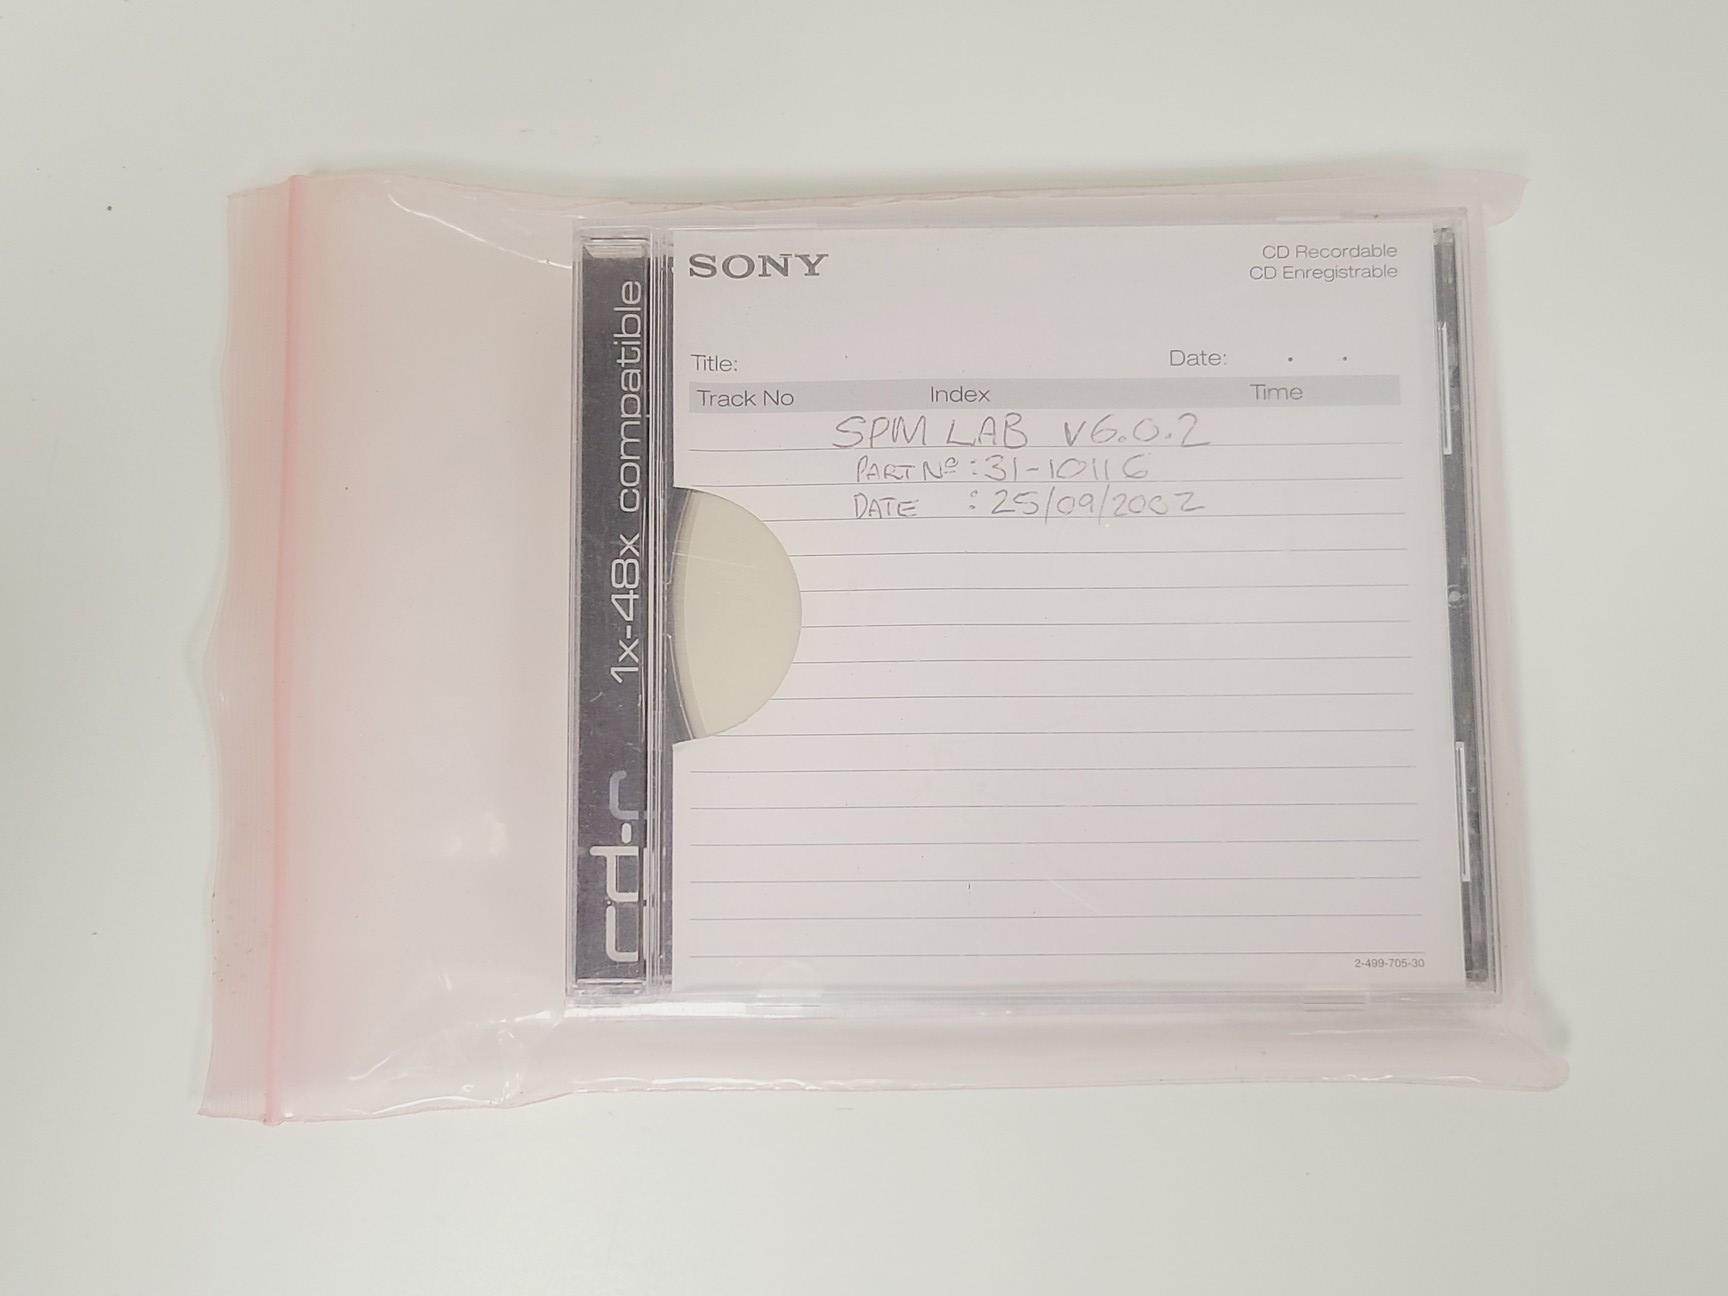 SONY
CD Recordable
CD Enregistrable
Title: Date: . .
Track No Index Time
SPM LAB V6.0.2
PART Nº : 31-10116
DATE : 25/09/2002
2-499-705-30
cd·r 1x-48x compatible